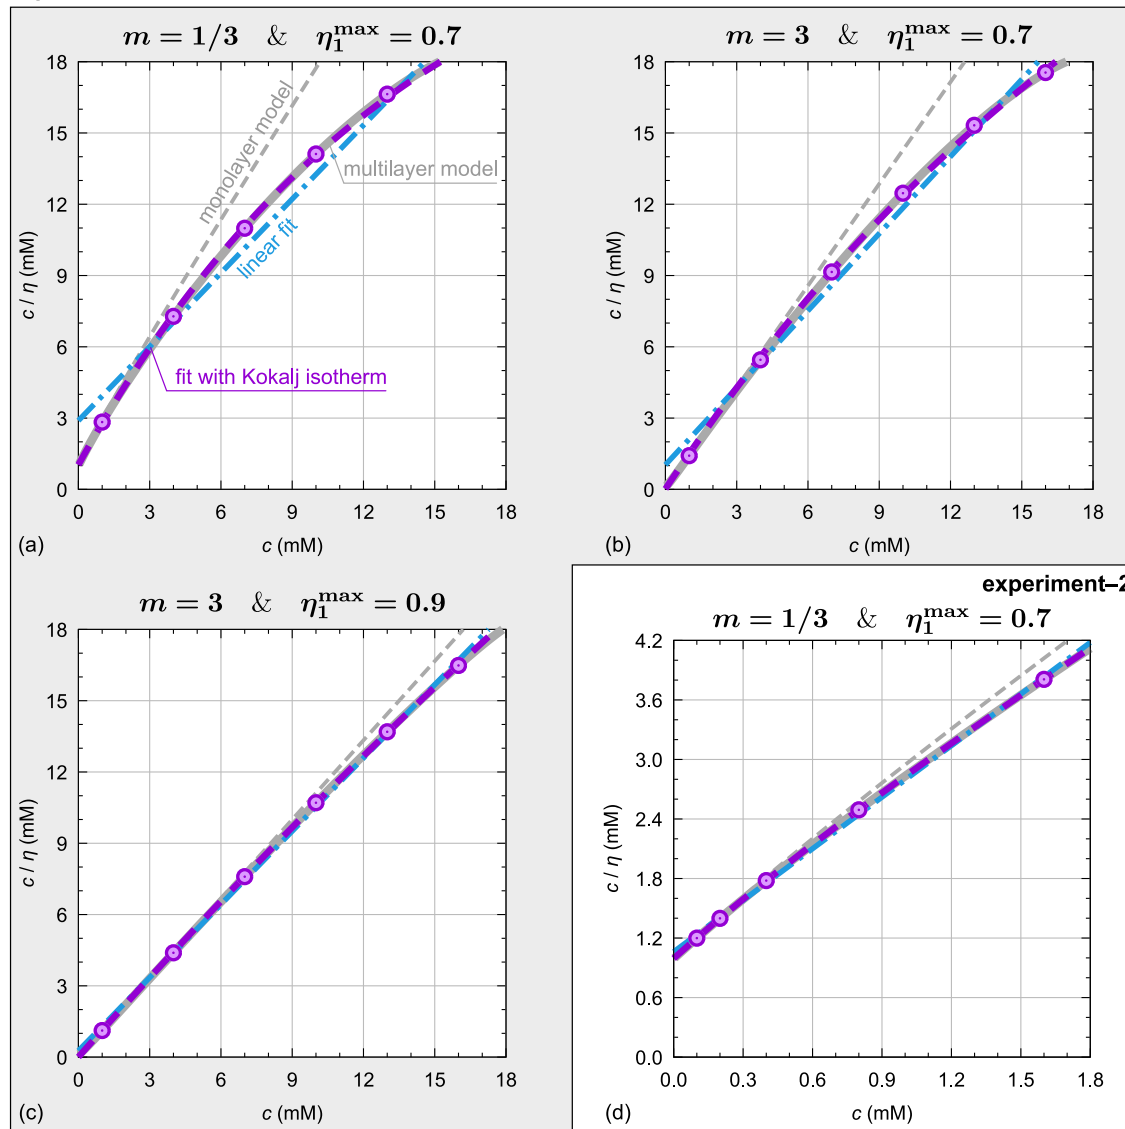 m = 1/3 & η₁ᵐᵃˣ = 0.7
18
15
12
9
6
3
0
c / η (mM)
monolayer model
multilayer model
linear fit
fit with Kokalj isotherm
0 3 6 9 12 15 18
(a)
c (mM)
m = 3 & η₁ᵐᵃˣ = 0.7
18
15
12
9
6
3
0
c / η (mM)
0 3 6 9 12 15 18
(b)
c (mM)
m = 3 & η₁ᵐᵃˣ = 0.9
18
15
12
9
6
3
0
c / η (mM)
0 3 6 9 12 15 18
(c)
c (mM)
experiment–2
m = 1/3 & η₁ᵐᵃˣ = 0.7
4.2
3.6
3.0
2.4
1.8
1.2
0.6
0.0
c / η (mM)
0.0 0.3 0.6 0.9 1.2 1.5 1.8
(d)
c (mM)